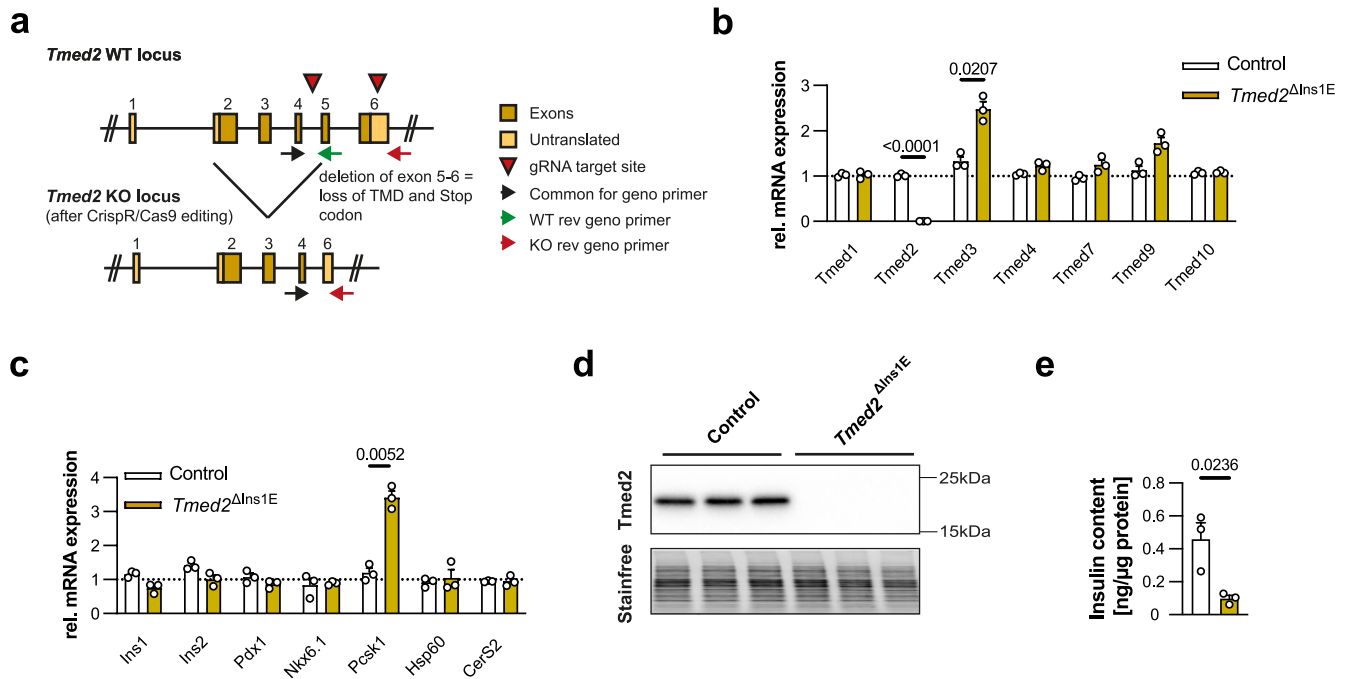 a
Tmed2 WT locus
1
2
3
4
5
6
Exons
Untranslated
gRNA target site
Common for geno primer
WT rev geno primer
KO rev geno primer
deletion of exon 5-6 =
loss of TMD and Stop
codon
Tmed2 KO locus
(after CrispR/Cas9 editing)
1
2
3
4
6
b
Control
Tmed2ΔIns1E
rel. mRNA expression
3
2
1
0
<0.0001
0.0207
Tmed1
Tmed2
Tmed3
Tmed4
Tmed7
Tmed9
Tmed10
c
Control
Tmed2ΔIns1E
rel. mRNA expression
4
3
2
1
0
0.0052
Ins1
Ins2
Pdx1
Nkx6.1
Pcsk1
Hsp60
CerS2
d
Control
Tmed2ΔIns1E
Tmed2
25kDa
15kDa
Stainfree
e
Insulin content
[ng/µg protein]
0.8
0.6
0.4
0.2
0
0.0236